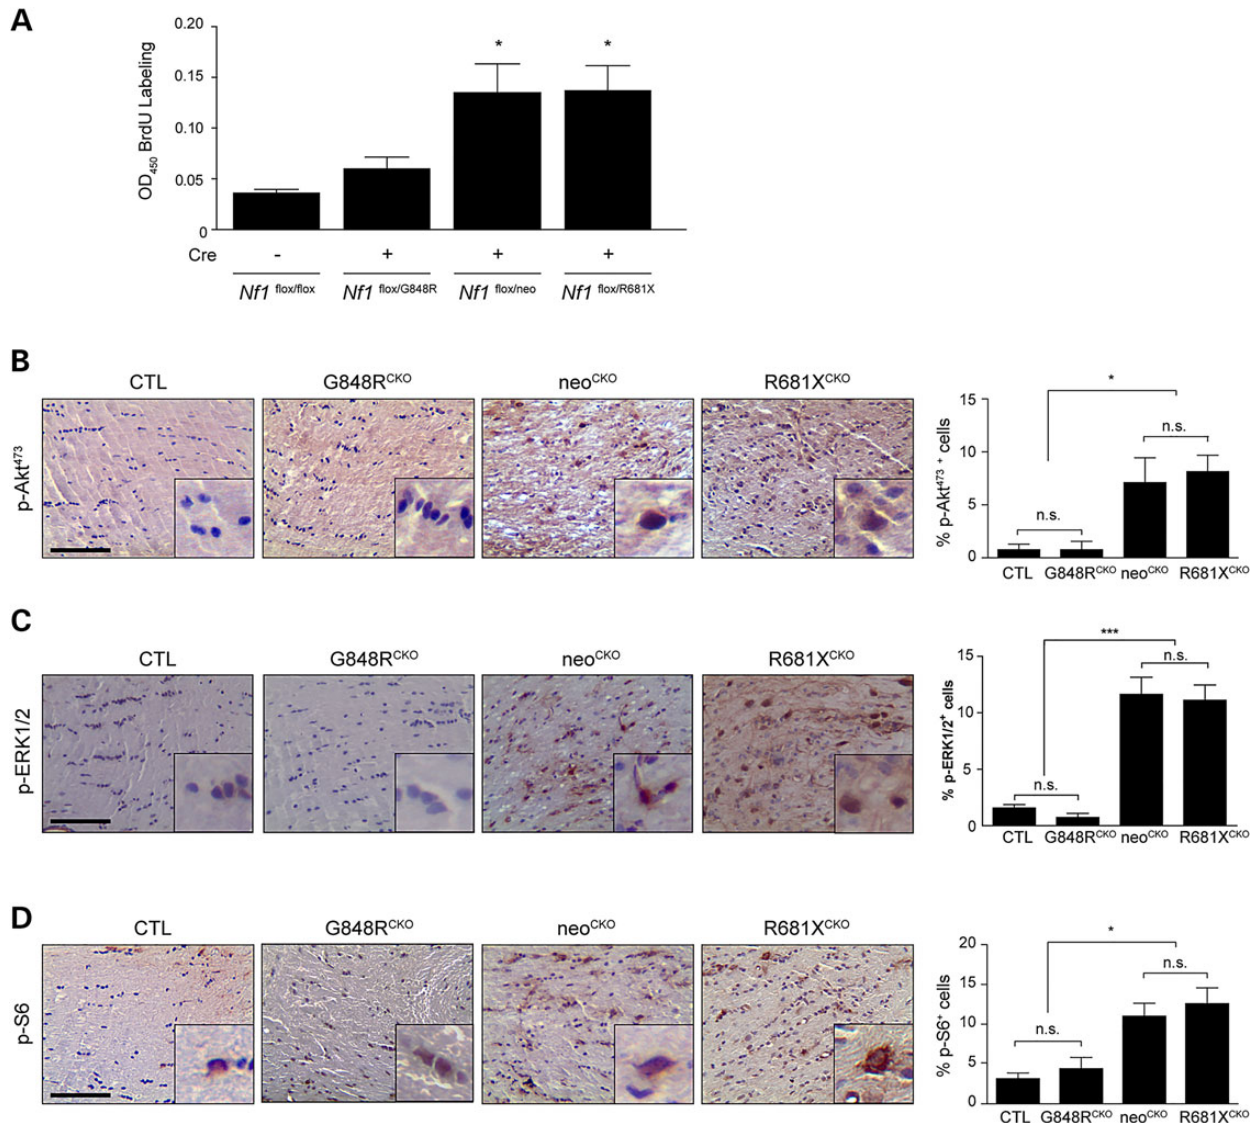 A
0.20
0.15
0.10
0.05
0
OD450 BrdU Labeling
* *
Cre - + + +
Nf1 flox/flox Nf1 flox/G848R Nf1 flox/neo Nf1 flox/R681X
B
CTL G848RCKO neoCKO R681XCKO
p-Akt473
15
10
5
0
% p-Akt473 + cells
*
n.s.
n.s.
CTL G848RCKO neoCKO R681XCKO
C
CTL G848RCKO neoCKO R681XCKO
p-ERK1/2
15
10
5
0
% p-ERK1/2+ cells
***
n.s.
n.s.
CTL G848RCKO neoCKO R681XCKO
D
CTL G848RCKO neoCKO R681XCKO
p-S6
20
15
10
5
0
% p-S6+ cells
*
n.s.
n.s.
CTL G848RCKO neoCKO R681XCKO